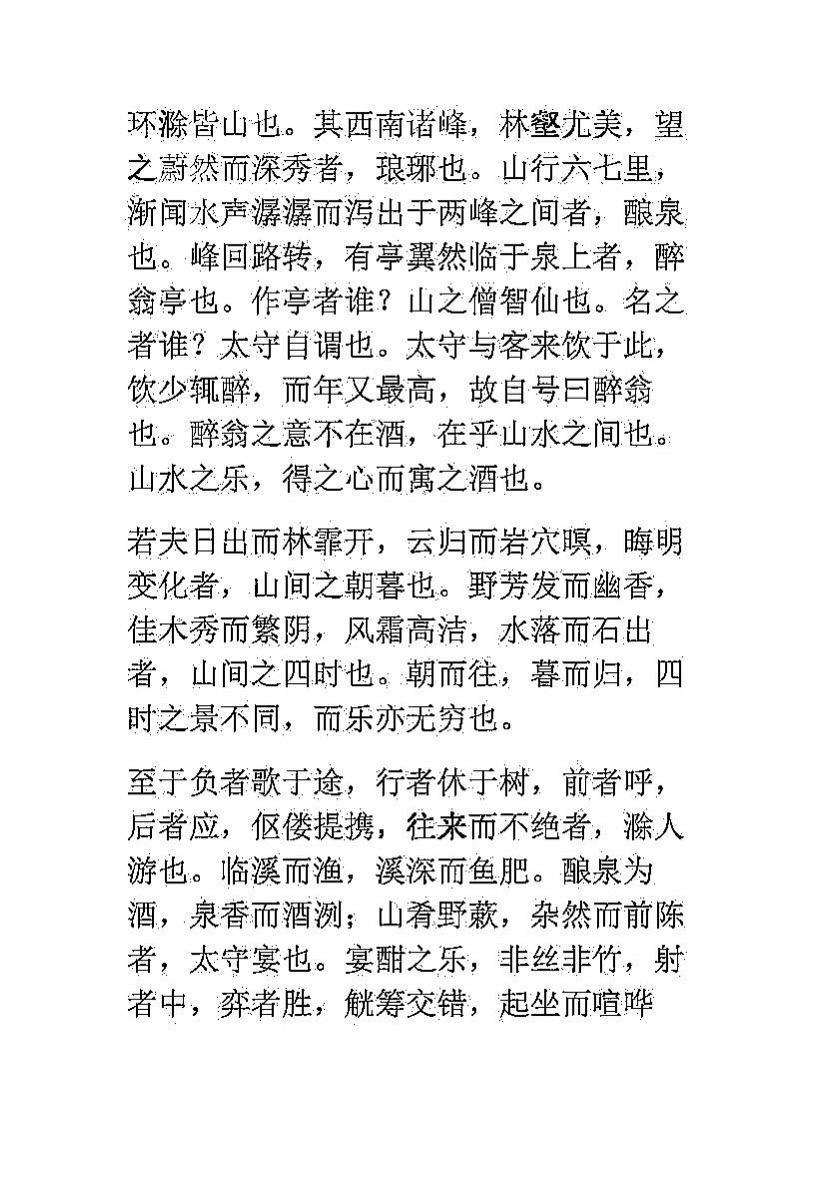 环滁皆山也。其西南诸峰，林壑尤美，望
之蔚然而深秀者，琅琊也。山行六七里，
渐闻水声潺潺而泻出于两峰之间者，酿泉
也。峰回路转，有亭翼然临于泉上者，醉
翁亭也。作亭者谁？山之僧智仙也。名之
者谁？太守自谓也。太守与客来饮于此，
饮少辄醉，而年又最高，故自号曰醉翁
也。醉翁之意不在酒，在乎山水之间也。
山水之乐，得之心而寓之酒也。
若夫日出而林霏开，云归而岩穴暝，晦明
变化者，山间之朝暮也。野芳发而幽香，
佳木秀而繁阴，风霜高洁，水落而石出
者，山间之四时也。朝而往，暮而归，四
时之景不同，而乐亦无穷也。
至于负者歌于途，行者休于树，前者呼，
后者应，伛偻提携，往来而不绝者，滁人
游也。临溪而渔，溪深而鱼肥。酿泉为
酒，泉香而酒洌；山肴野蔌，杂然而前陈
者，太守宴也。宴酣之乐，非丝非竹，射
者中，弈者胜，觥筹交错，起坐而喧哗